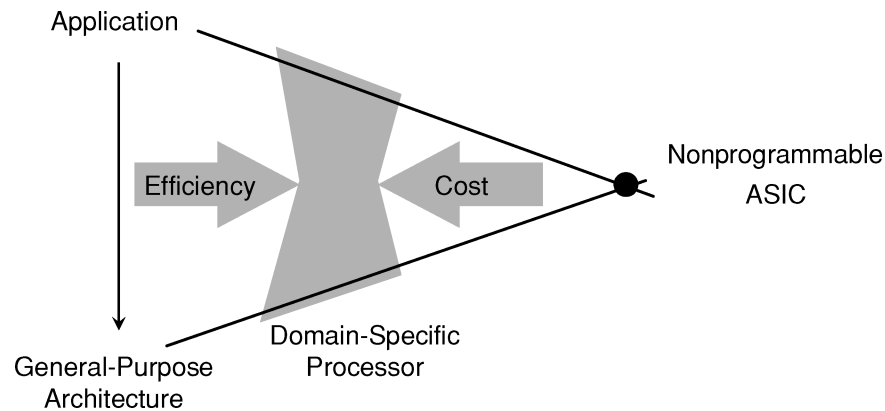 Application
Efficiency
Cost
Nonprogrammable
ASIC
Domain-Specific
Processor
General-Purpose
Architecture